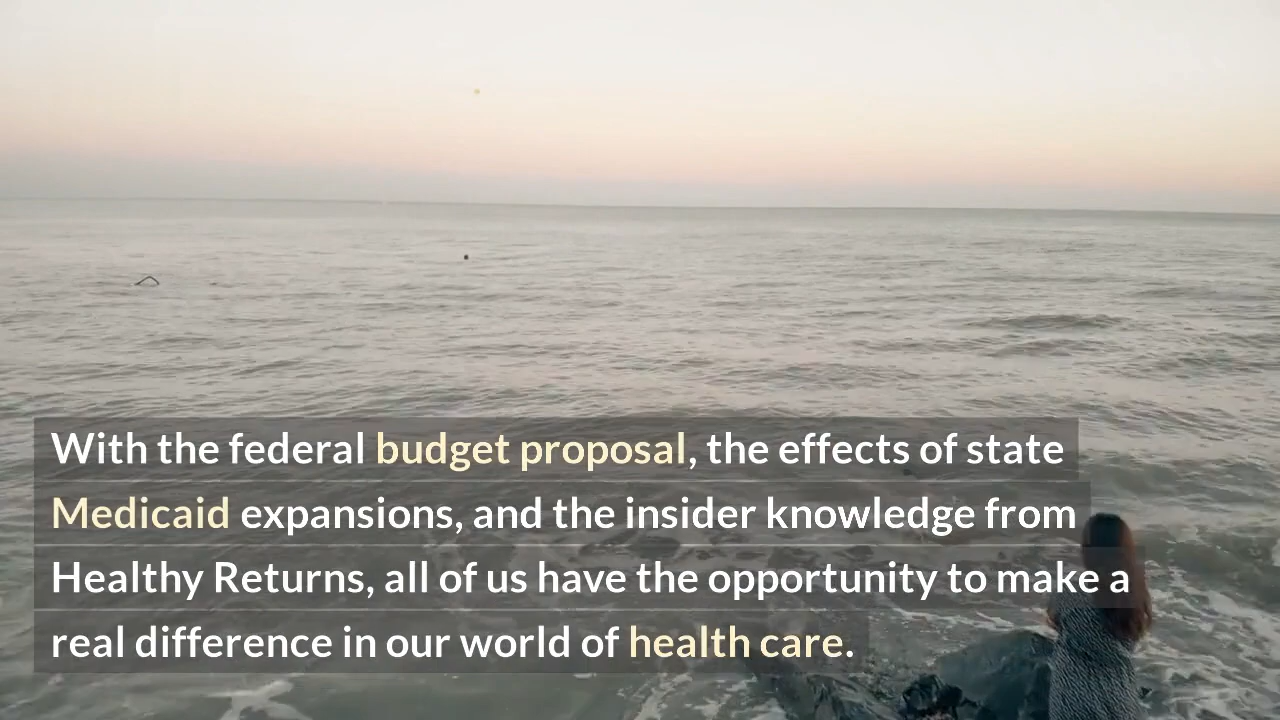 With the federal budget proposal, the effects of state
Medicaid expansions, and the insider knowledge from
Healthy Returns, all of us have the opportunity to make a
real difference in our world of health care.